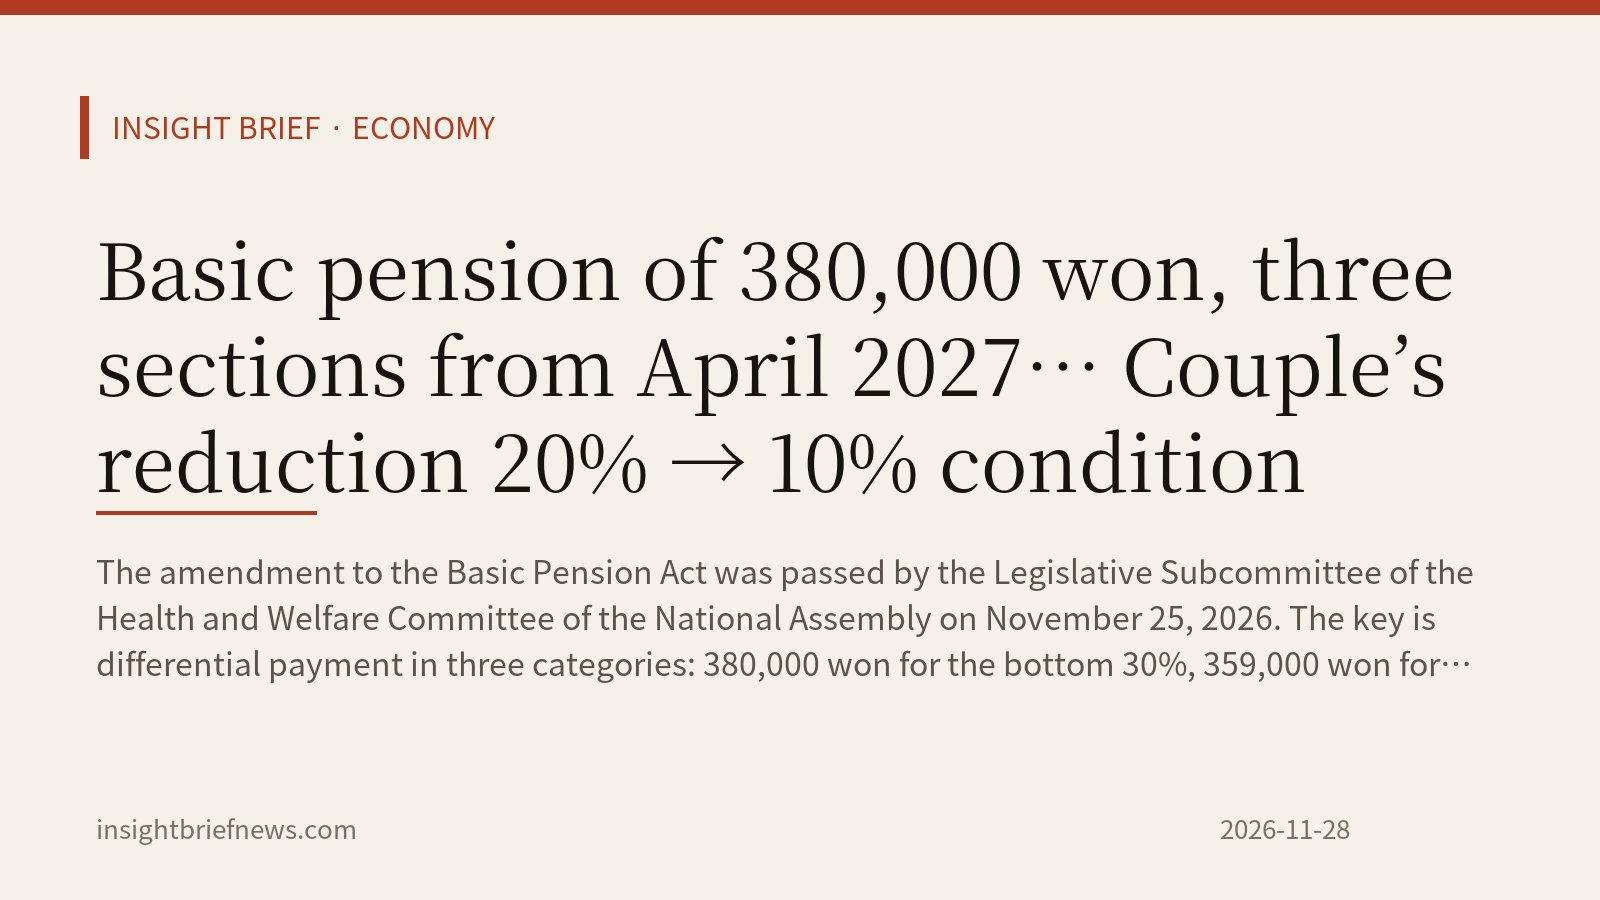 INSIGHT BRIEF · ECONOMY
Basic pension of 380,000 won, three
sections from April 2027⋯ Couple’s
reduction 20% → 10% condition
The amendment to the Basic Pension Act was passed by the Legislative Subcommittee of the
Health and Welfare Committee of the National Assembly on November 25, 2026. The key is
differential payment in three categories: 380,000 won for the bottom 30%, 359,000 won for⋯
insightbriefnews.com
2026-11-28